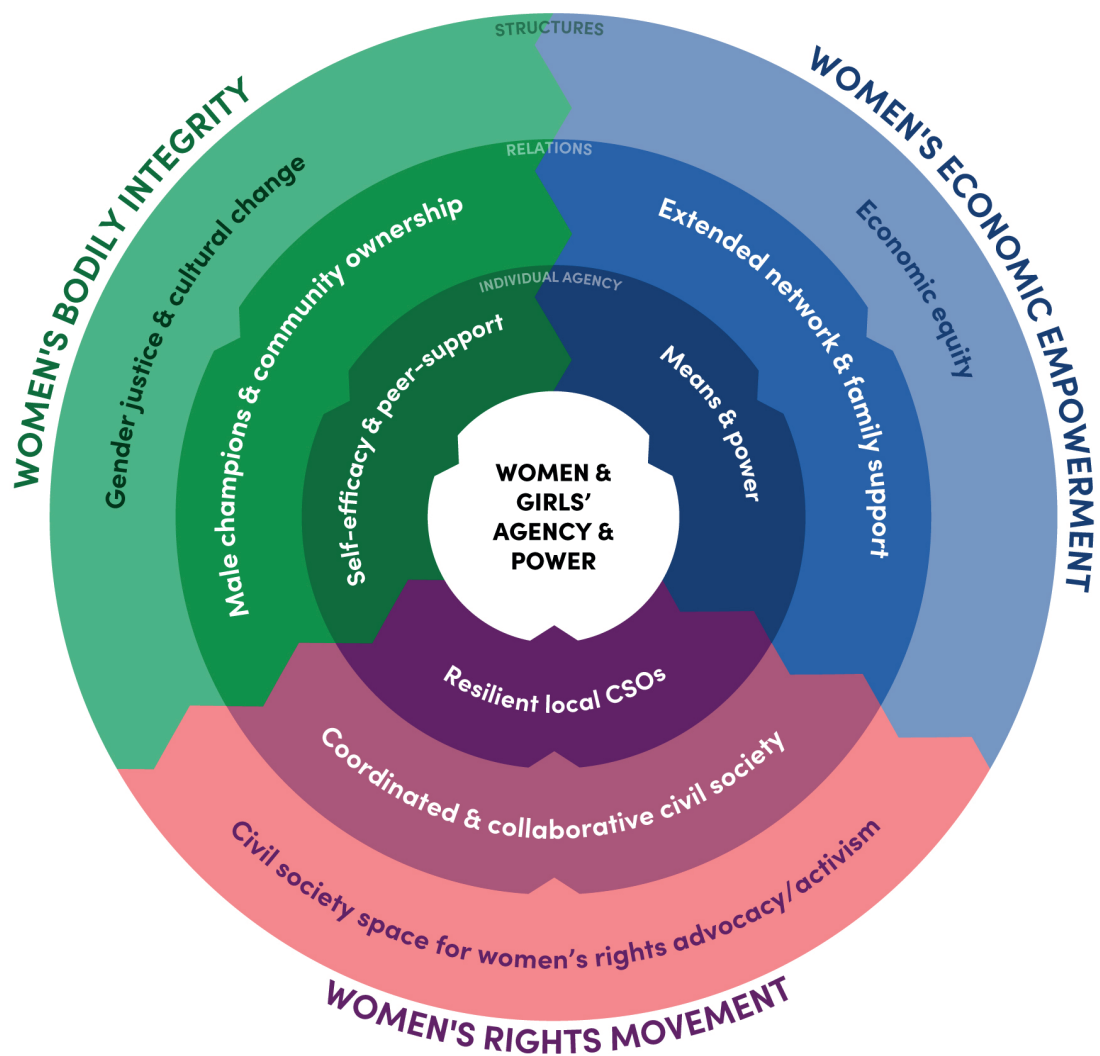 STRUCTURES
RELATIONS
INDIVIDUAL AGENCY
WOMEN'S BODILY INTEGRITY
Gender justice & cultural change
Male champions & community ownership
Self-efficacy & peer-support
WOMEN'S ECONOMIC EMPOWERMENT
Economic equity
Extended network & family support
Means & power
WOMEN &
GIRLS’
AGENCY &
POWER
Resilient local CSOs
Coordinated & collaborative civil society
Civil society space for women’s rights advocacy/activism
WOMEN'S RIGHTS MOVEMENT